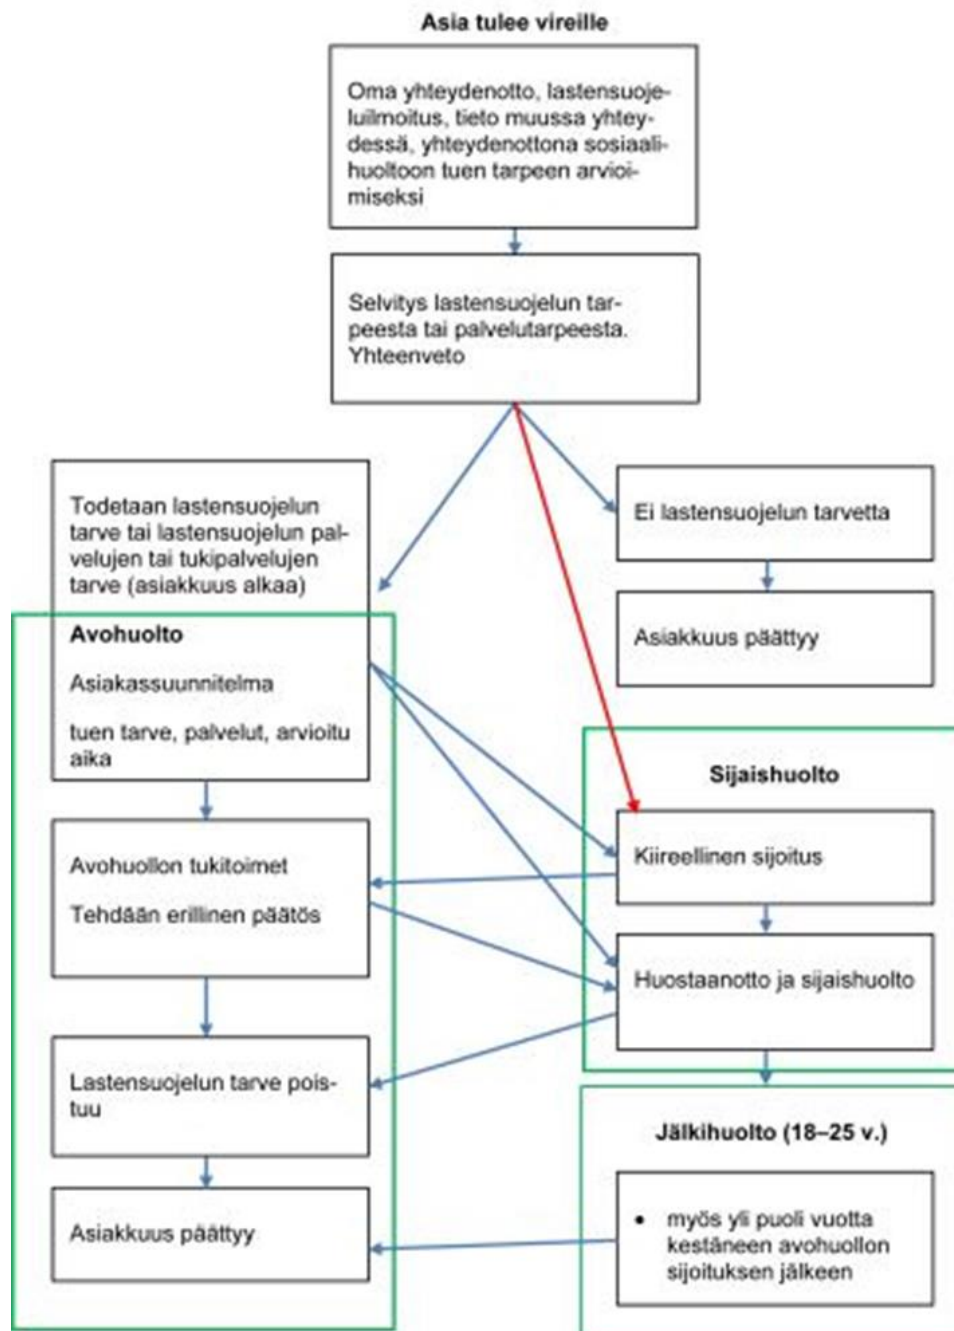 Asia tulee vireille
Oma yhteydenotto, lastensuoje-
luilmoitus, tieto muussa yhtey-
dessä, yhteydenottona sosiaali-
huoltoon tuen tarpeen arvioi-
miseksi
Selvitys lastensuojelun tar-
peesta tai palvelutarpeesta.
Yhteenveto
Todetaan lastensuojelun
tarve tai lastensuojelun pal-
velujen tai tukipalvelujen
tarve (asiakkuus alkaa)
Avohuolto
Asiakassuunnitelma
tuen tarve, palvelut, arvioitu
aika
Avohuollon tukitoimet
Tehdään erillinen päätös
Lastensuojelun tarve pois-
tuu
Asiakkuus päättyy
Ei lastensuojelun tarvetta
Asiakkuus päättyy
Sijaishuolto
Kiireellinen sijoitus
Huostaanotto ja sijaishuolto
Jälkihuolto (18–25 v.)
• myös yli puoli vuotta
kestäneen avohuollon
sijoituksen jälkeen